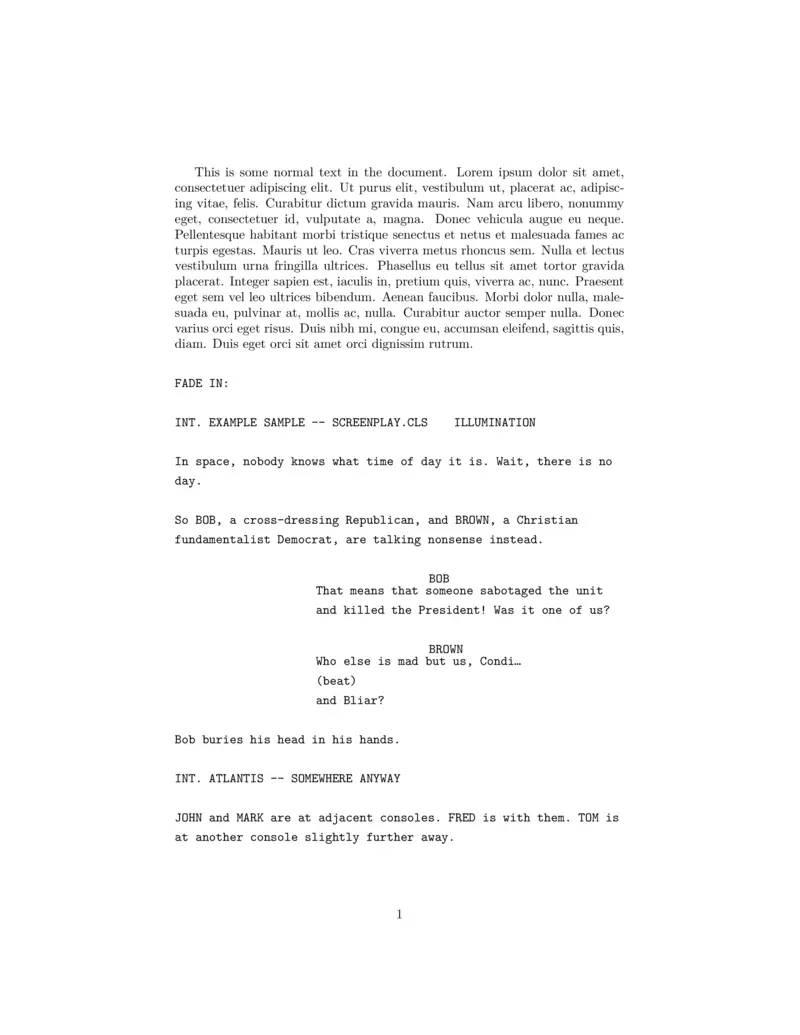 This is some normal text in the document. Lorem ipsum dolor sit amet,
consectetuer adipiscing elit. Ut purus elit, vestibulum ut, placerat ac, adipisc-
ing vitae, felis. Curabitur dictum gravida mauris. Nam arcu libero, nonummy
eget, consectetuer id, vulputate a, magna. Donec vehicula augue eu neque.
Pellentesque habitant morbi tristique senectus et netus et malesuada fames ac
turpis egestas. Mauris ut leo. Cras viverra metus rhoncus sem. Nulla et lectus
vestibulum urna fringilla ultrices. Phasellus eu tellus sit amet tortor gravida
placerat. Integer sapien est, iaculis in, pretium quis, viverra ac, nunc. Praesent
eget sem vel leo ultrices bibendum. Aenean faucibus. Morbi dolor nulla, male-
suada eu, pulvinar at, mollis ac, nulla. Curabitur auctor semper nulla. Donec
varius orci eget risus. Duis nibh mi, congue eu, accumsan eleifend, sagittis quis,
diam. Duis eget orci sit amet orci dignissim rutrum.
FADE IN:
INT. EXAMPLE SAMPLE -- SCREENPLAY.CLS ILLUMINATION
In space, nobody knows what time of day it is. Wait, there is no
day.
So BOB, a cross-dressing Republican, and BROWN, a Christian
fundamentalist Democrat, are talking nonsense instead.
BOB
That means that someone sabotaged the unit
and killed the President! Was it one of us?
BROWN
Who else is mad but us, Condi…
(beat)
and Bliar?
Bob buries his head in his hands.
INT. ATLANTIS -- SOMEWHERE ANYWAY
JOHN and MARK are at adjacent consoles. FRED is with them. TOM is
at another console slightly further away.
1